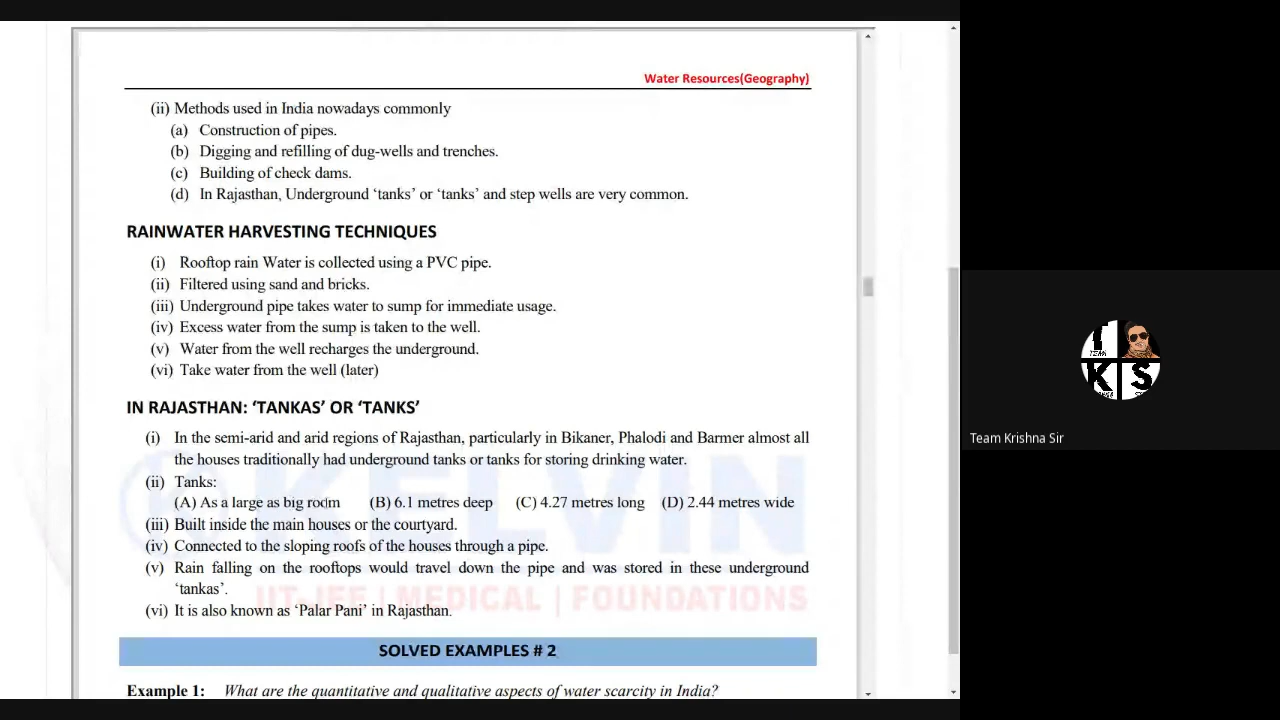 Water Resources(Geography)
(ii) Methods used in India nowadays commonly
(a) Construction of pipes.
(b) Digging and refilling of dug-wells and trenches.
(c) Building of check dams.
(d) In Rajasthan, Underground ‘tanks’ or ‘tanks’ and step wells are very common.
RAINWATER HARVESTING TECHNIQUES
(i) Rooftop rain Water is collected using a PVC pipe.
(ii) Filtered using sand and bricks.
(iii) Underground pipe takes water to sump for immediate usage.
(iv) Excess water from the sump is taken to the well.
(v) Water from the well recharges the underground.
(vi) Take water from the well (later)
IN RAJASTHAN: ‘TANKAS’ OR ‘TANKS’
(i) In the semi-arid and arid regions of Rajasthan, particularly in Bikaner, Phalodi and Barmer almost all
the houses traditionally had underground tanks or tanks for storing drinking water.
(ii) Tanks:
(A) As a large as big room (B) 6.1 metres deep (C) 4.27 metres long (D) 2.44 metres wide
(iii) Built inside the main houses or the courtyard.
(iv) Connected to the sloping roofs of the houses through a pipe.
(v) Rain falling on the rooftops would travel down the pipe and was stored in these underground
‘tankas’.
(vi) It is also known as ‘Palar Pani’ in Rajasthan.
KELVIN
IIT-JEE | MEDICAL | FOUNDATIONS
SOLVED EXAMPLES # 2
Example 1: What are the quantitative and qualitative aspects of water scarcity in India?
TEAM
K S
Team Krishna Sir